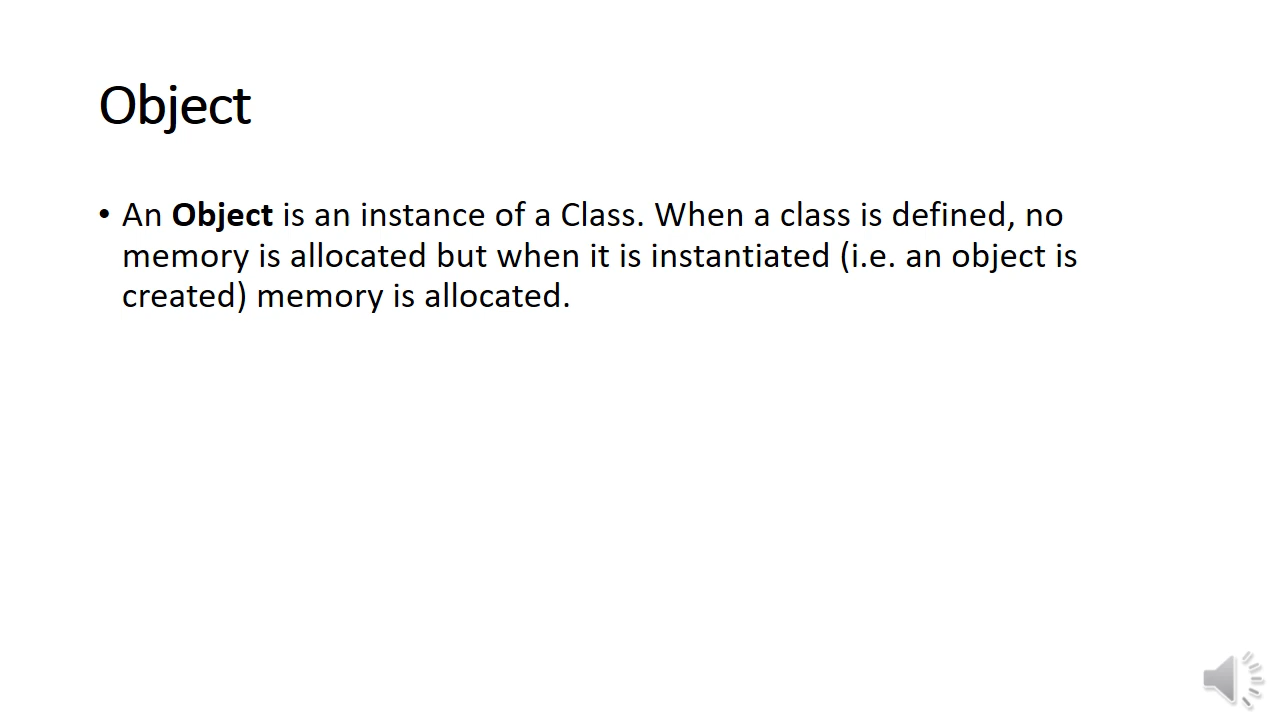 Object
• An Object is an instance of a Class. When a class is defined, no
memory is allocated but when it is instantiated (i.e. an object is
created) memory is allocated.